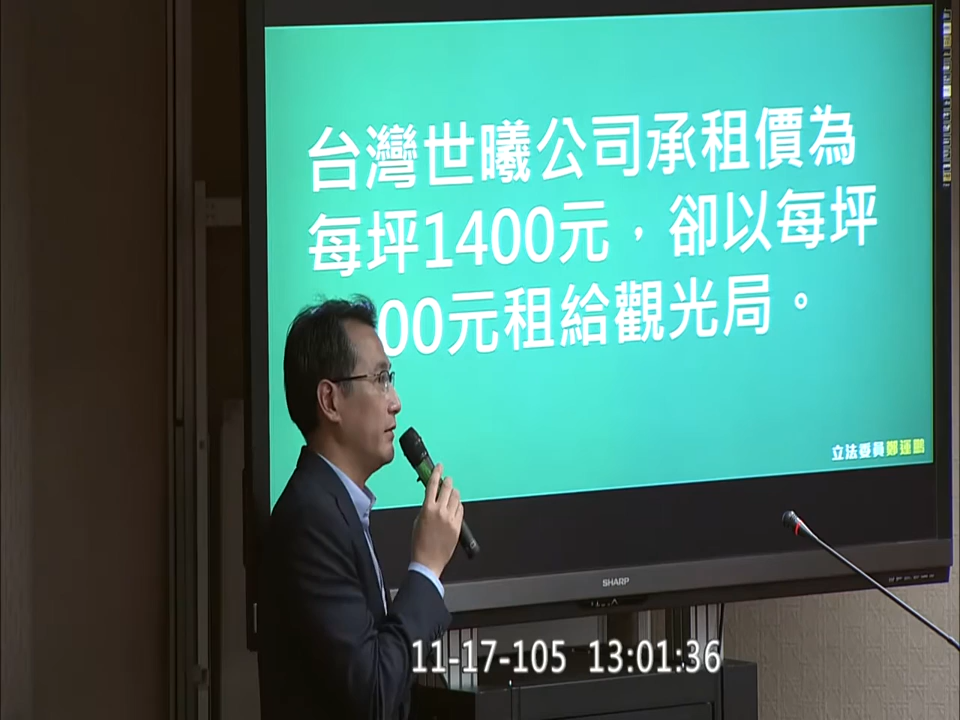 台灣世曦公司承租價為
每坪1400元，卻以每坪
00元租給觀光局。
立法委員鄭運鵬
SHARP
11-17-105 13:01:36